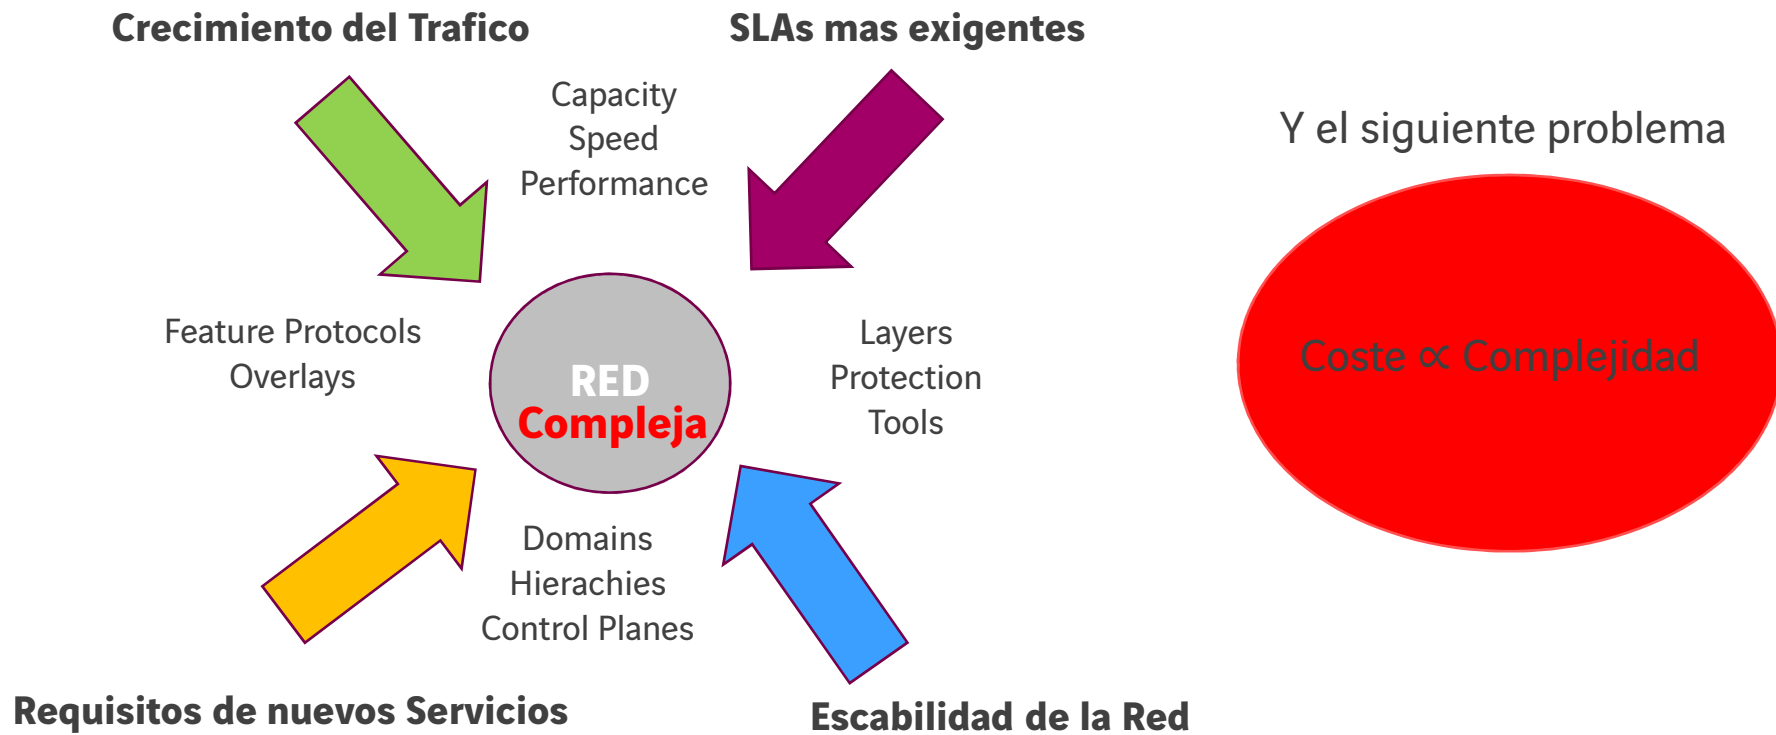 Crecimiento del Trafico
SLAs mas exigentes
Capacity
Speed
Performance
Y el siguiente problema
Feature Protocols
Overlays
RED
Compleja
Layers
Protection
Tools
Coste ∝ Complejidad
Domains
Hierachies
Control Planes
Requisitos de nuevos Servicios
Escabilidad de la Red